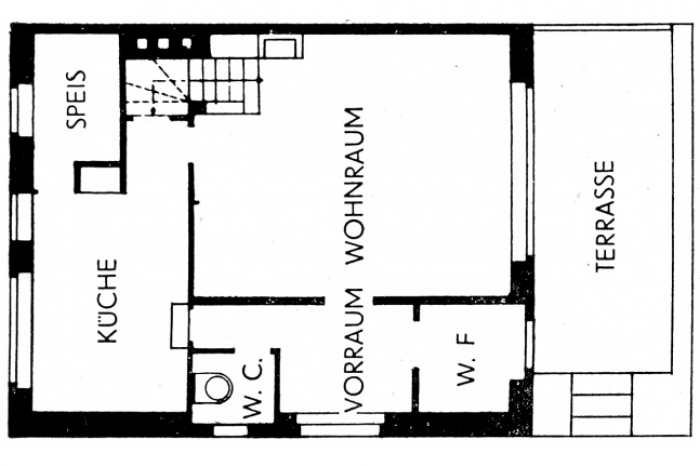 SPEIS
WOHNRAUM
TERRASSE
KÜCHE
VORRAUM
W. C.
W. F